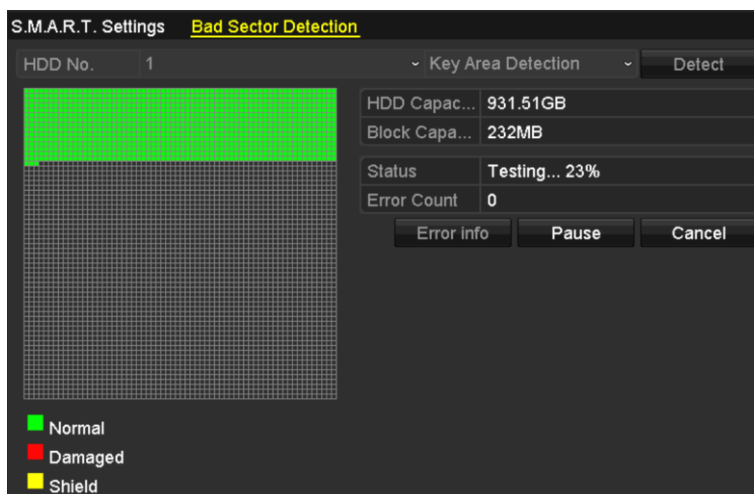 S.M.A.R.T. Settings Bad Sector Detection
HDD No. 1 Key Area Detection Detect
HDD Capac... 931.51GB
Block Capa... 232MB
Status Testing... 23%
Error Count 0
Error info Pause Cancel
Normal
Damaged
Shield